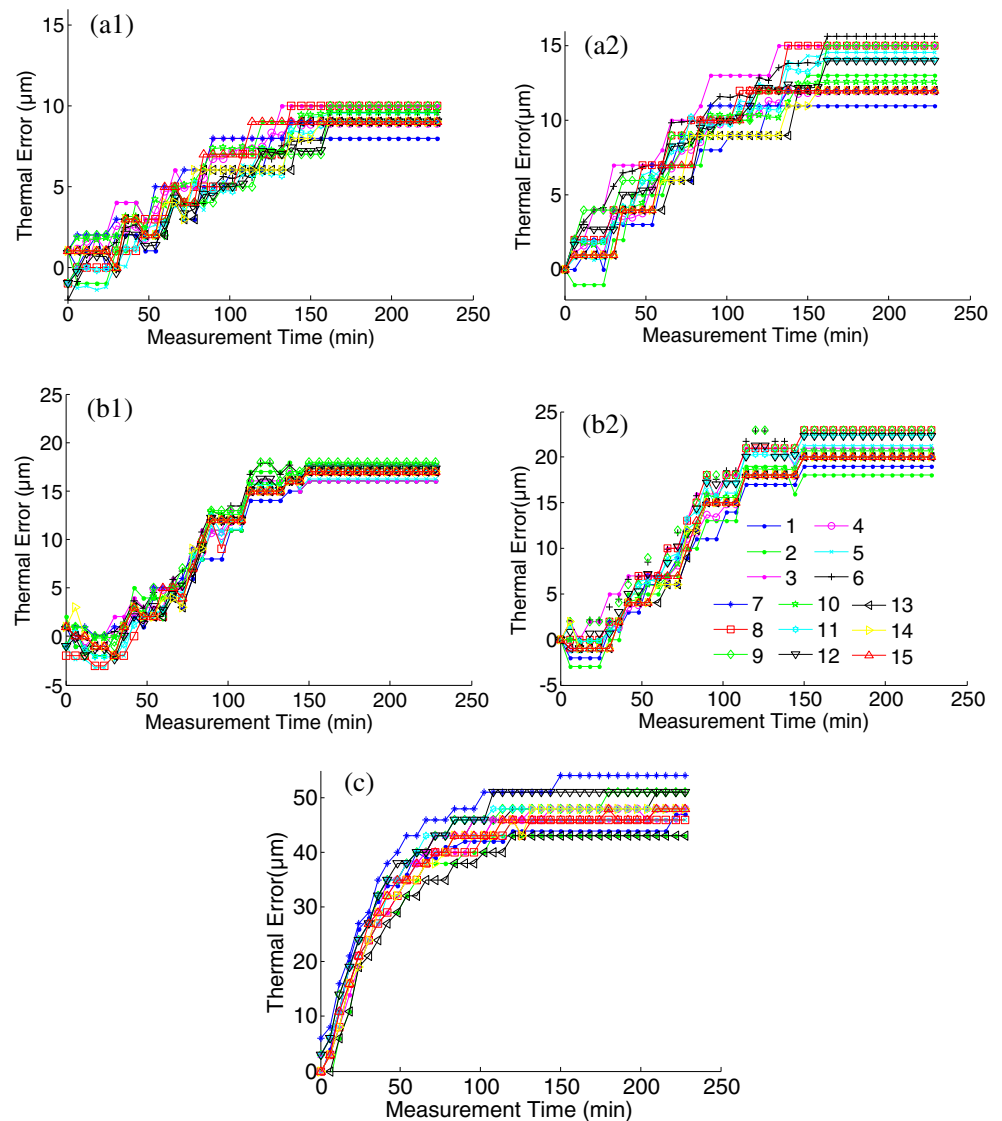 (a1)
Thermal Error (μm)
15
10
5
0
0 50 100 150 200 250
Measurement Time (min)
(a2)
Thermal Error (μm)
15
10
5
0
0 50 100 150 200 250
Measurement Time (min)
(b1)
Thermal Error (μm)
25
20
15
10
5
0
-5
0 50 100 150 200 250
Measurement Time (min)
(b2)
Thermal Error(μm)
25
20
15
10
5
0
-5
0 50 100 150 200 250
Measurement Time (min)
1 4
2 5
3 6
7 10 13
8 11 14
9 12 15
(c)
Thermal Error(μm)
50
40
30
20
10
0
0 50 100 150 200 250
Measurement Time (min)